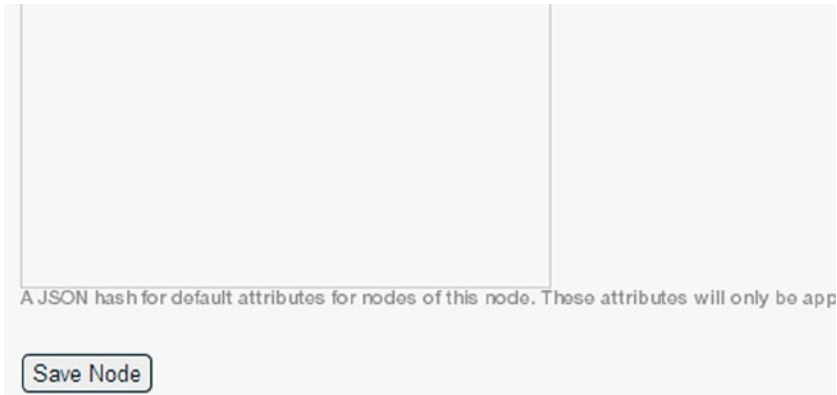 A JSON hash for default attributes for nodes of this node. These attributes will only be app
Save Node